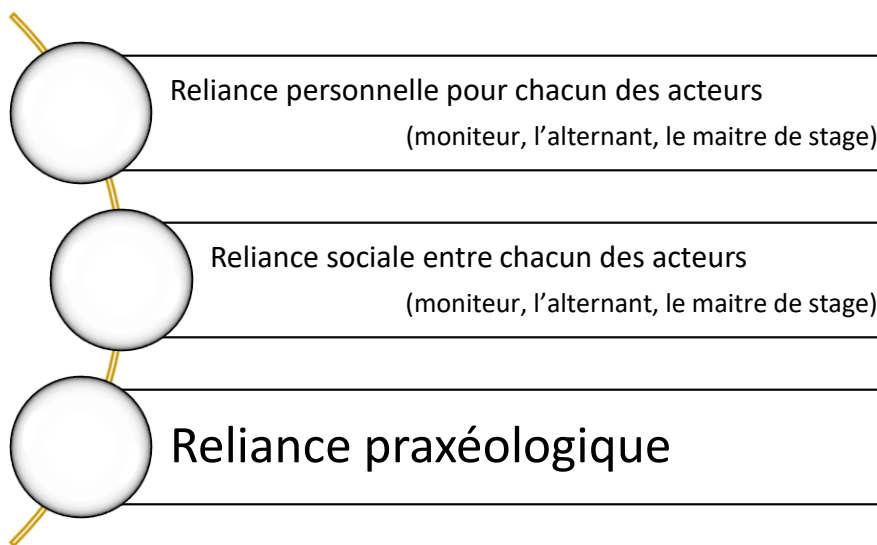 Reliance personnelle pour chacun des acteurs
(moniteur, l’alternant, le maitre de stage)
Reliance sociale entre chacun des acteurs
(moniteur, l’alternant, le maitre de stage)
Reliance praxéologique